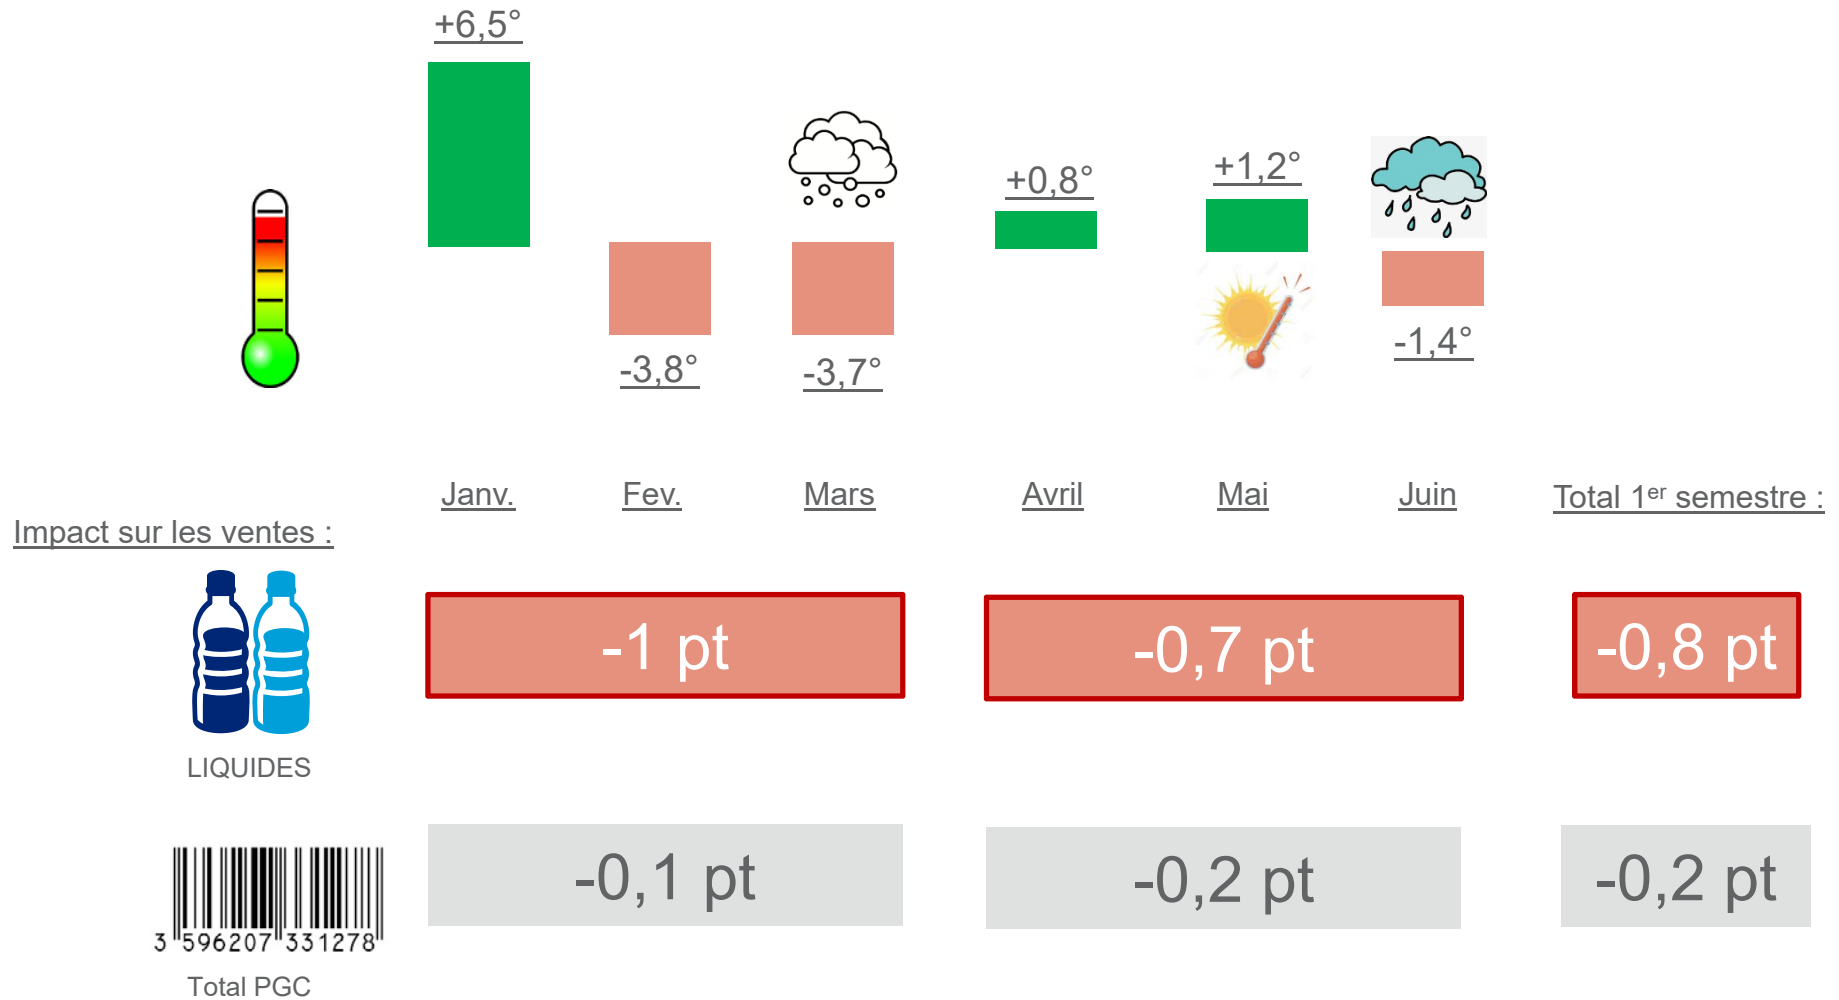 +6,5°
+0,8°
+1,2°
-3,8°
-3,7°
-1,4°
Janv.
Fev.
Mars
Avril
Mai
Juin
Total 1er semestre :
Impact sur les ventes :
-1 pt
-0,7 pt
-0,8 pt
LIQUIDES
-0,1 pt
-0,2 pt
-0,2 pt
3 596207 331278
Total PGC